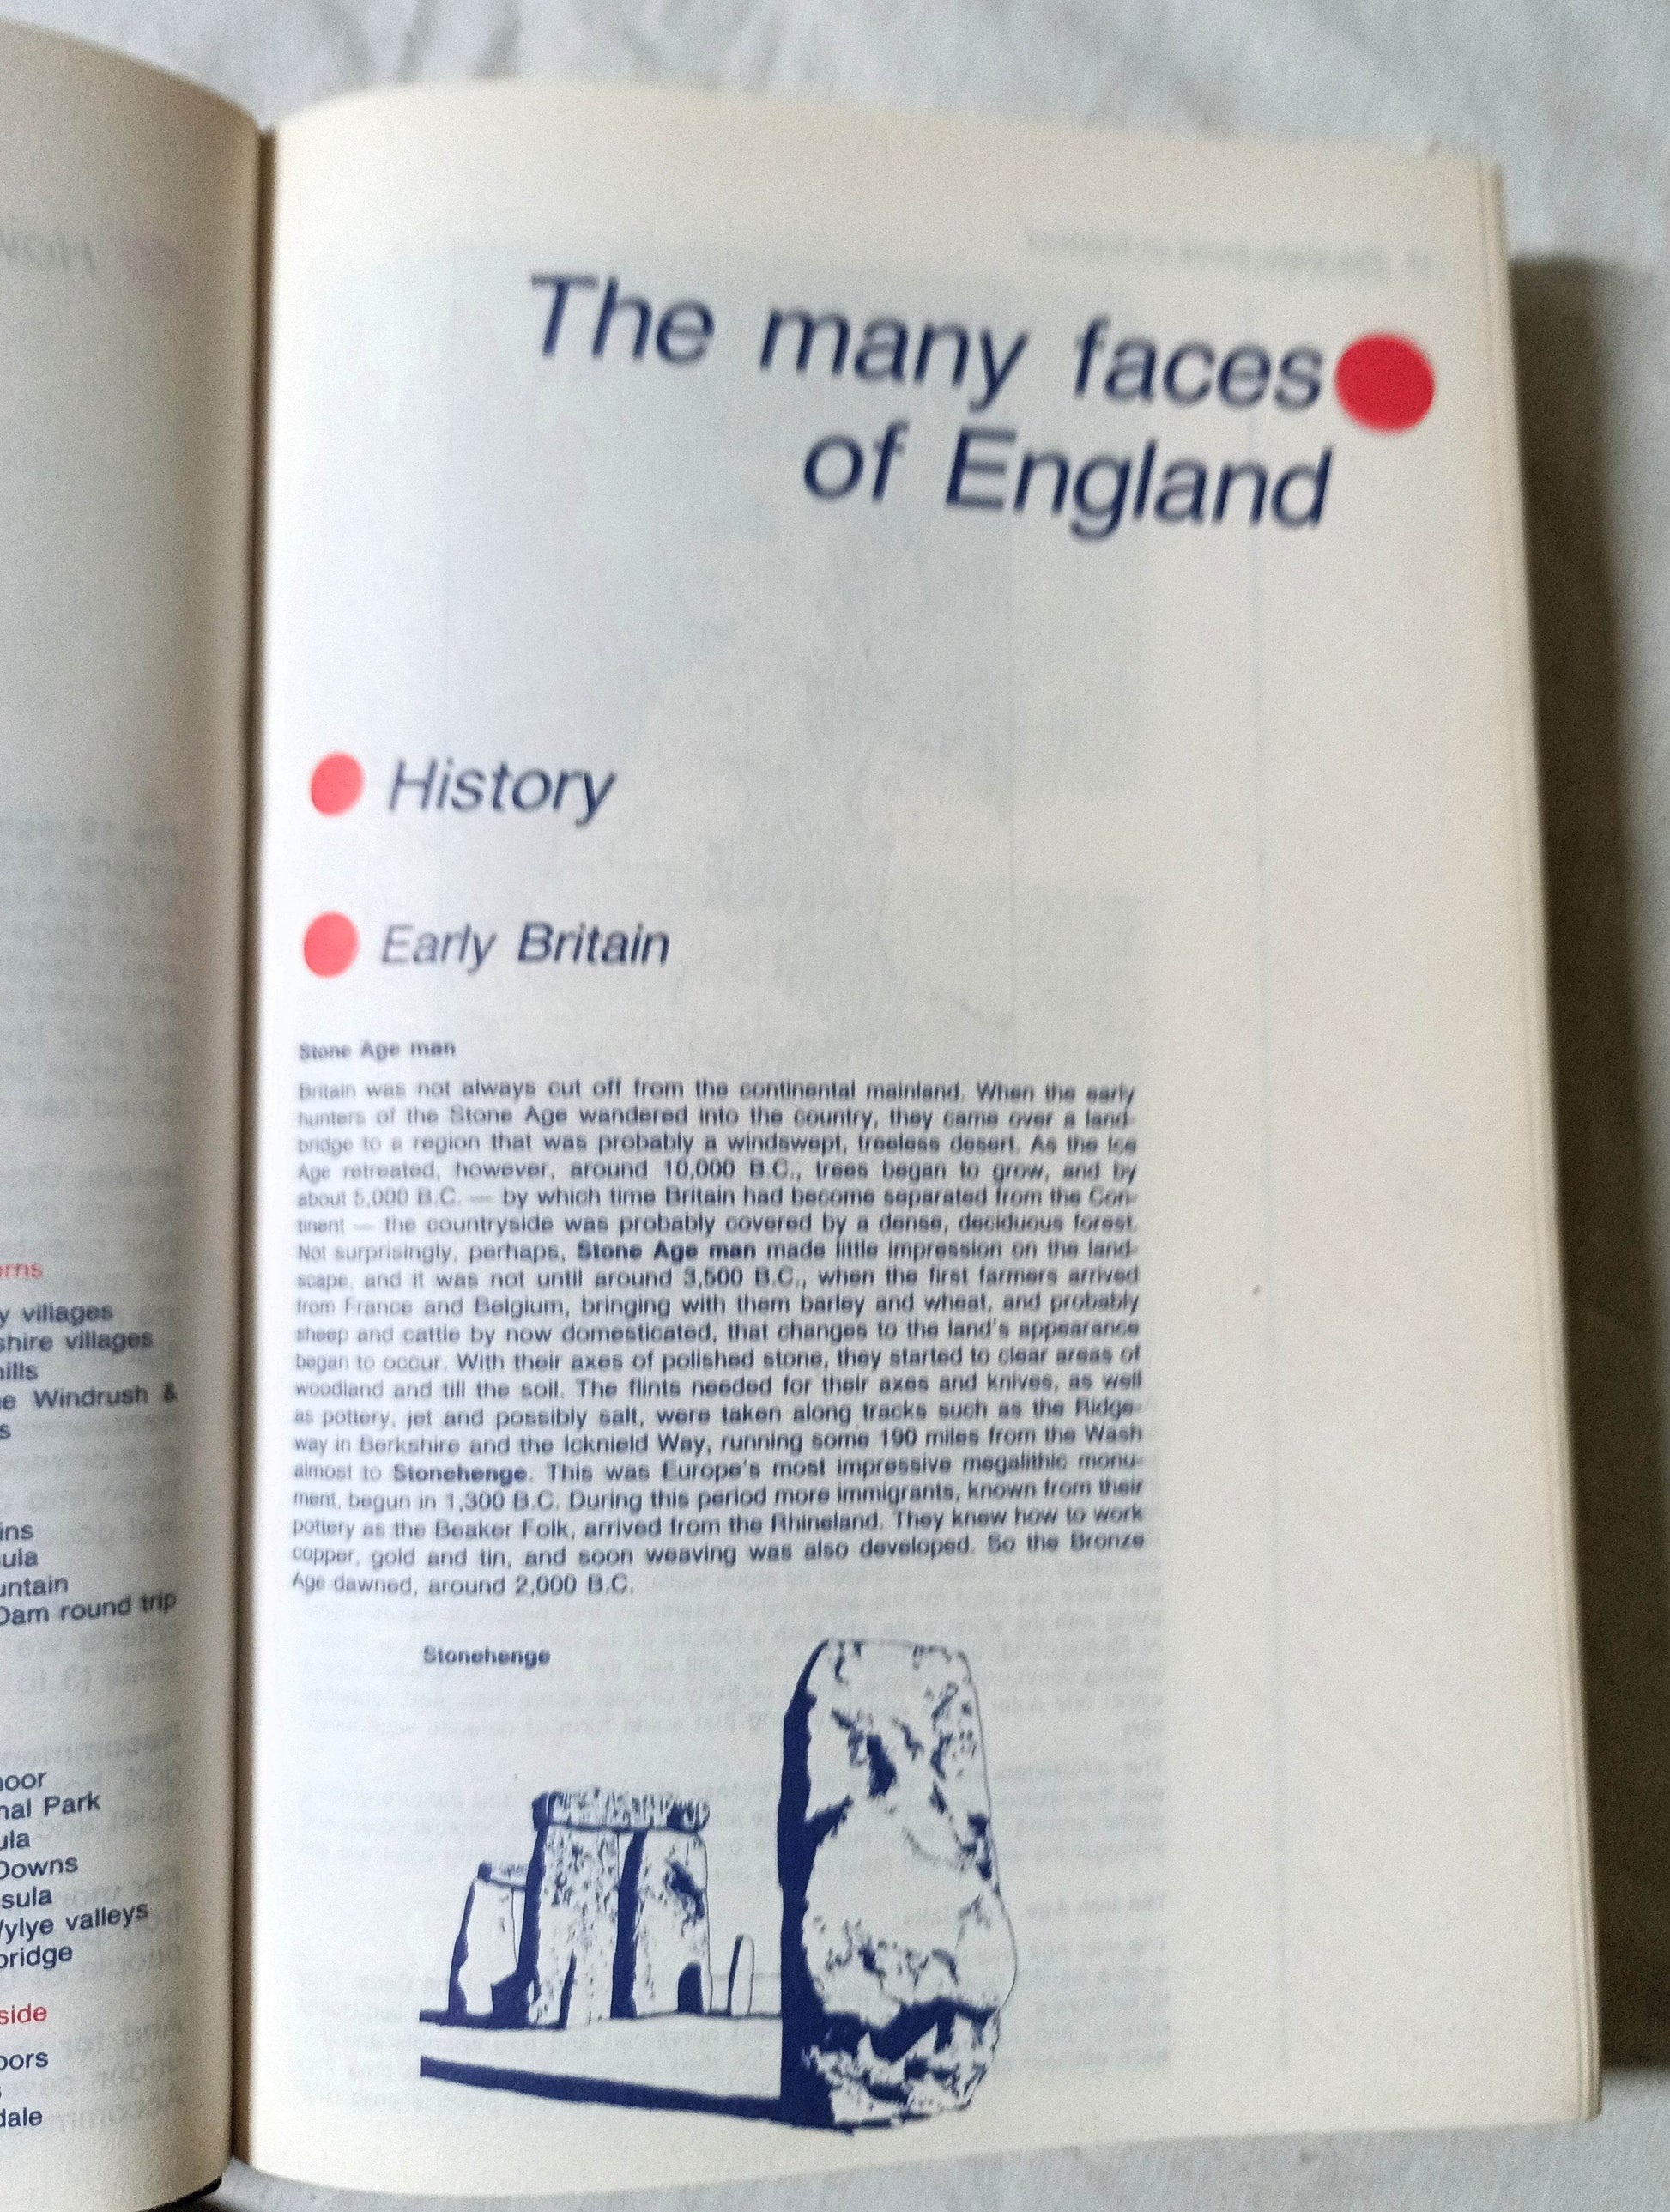 erns
y villages
shire villages
ills
e Windrush &
s
ins
ula
untain
Dam round trip
oor
nal Park
ula
Downs
sula
Wylye valleys
bridge
side
oors
dale
The many faces
of England
History
Early Britain
Stone Age man
Britain was not always cut off from the continental mainland. When the early
hunters of the Stone Age wandered into the country, they came over a land-
bridge to a region that was probably a windswept, treeless desert. As the Ice
Age retreated, however, around 10,000 B.C., trees began to grow, and by
about 5,000 B.C. — by which time Britain had become separated from the Con-
tinent — the countryside was probably covered by a dense, deciduous forest.
Not surprisingly, perhaps, Stone Age man made little impression on the land-
scape, and it was not until around 3,500 B.C., when the first farmers arrived
from France and Belgium, bringing with them barley and wheat, and probably
sheep and cattle by now domesticated, that changes to the land's appearance
began to occur. With their axes of polished stone, they started to clear areas of
woodland and till the soil. The flints needed for their axes and knives, as well
as pottery, jet and possibly salt, were taken along tracks such as the Ridge-
way in Berkshire and the Icknield Way, running some 190 miles from the Wash
almost to Stonehenge. This was Europe's most impressive megalithic monu-
ment, begun in 1,300 B.C. During this period more immigrants, known from their
pottery as the Beaker Folk, arrived from the Rhineland. They knew how to work
copper, gold and tin, and soon weaving was also developed. So the Bronze
Age dawned, around 2,000 B.C.
Stonehenge